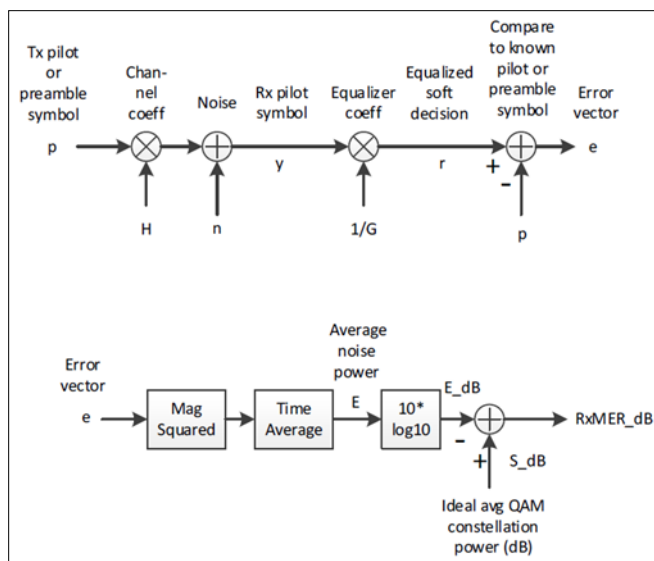 Tx pilot
or
preamble
symbol
Chan-
nel
coeff
Noise
Rx pilot
symbol
Equalizer
coeff
Equalized
soft
decision
Compare
to known
pilot or
preamble
symbol
Error
vector
p
y
r
+
-
e
H
n
1/G
p
Error
vector
e
Mag
Squared
Time
Average
Average
noise
power
E
10*
log10
E_dB
-
+
RxMER_dB
S_dB
Ideal avg QAM
constellation
power (dB)